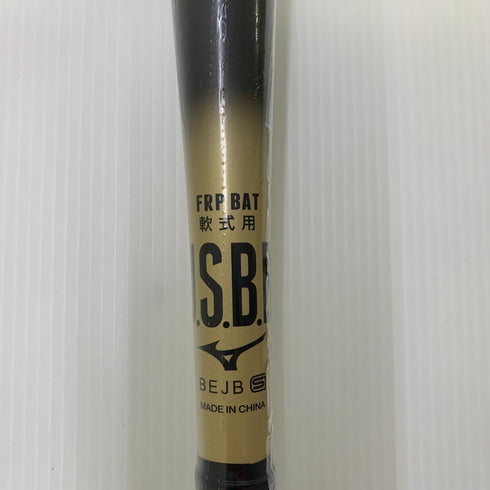 FRP BAT
軟式用
J.S.B.B
BEJB S
MADE IN CHINA